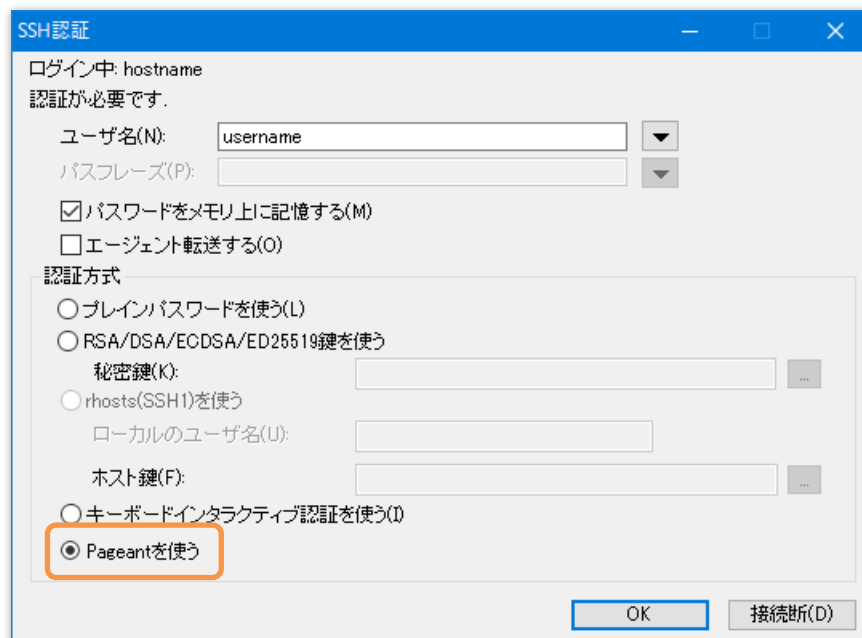 SSH認証
ログイン中: hostname
認証が必要です.
ユーザ名(N): username
パスフレーズ(P):
パスワードをメモリ上に記憶する(M)
エージェント転送する(O)
認証方式
プレインパスワードを使う(L)
RSA/DSA/ECDSA/ED25519鍵を使う
秘密鍵(K): ...
rhosts(SSH1)を使う
ローカルのユーザ名(U):
ホスト鍵(F): ...
キーボードインタラクティブ認証を使う(I)
Pageantを使う
OK 接続断(D)